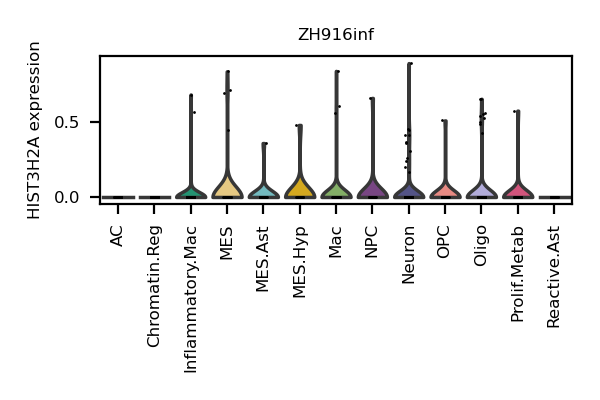 ZH916inf
HIST3H2A expression
0.5
0.0
AC
Chromatin.Reg
Inflammatory.Mac
MES
MES.Ast
MES.Hyp
Mac
NPC
Neuron
OPC
Oligo
Prolif.Metab
Reactive.Ast